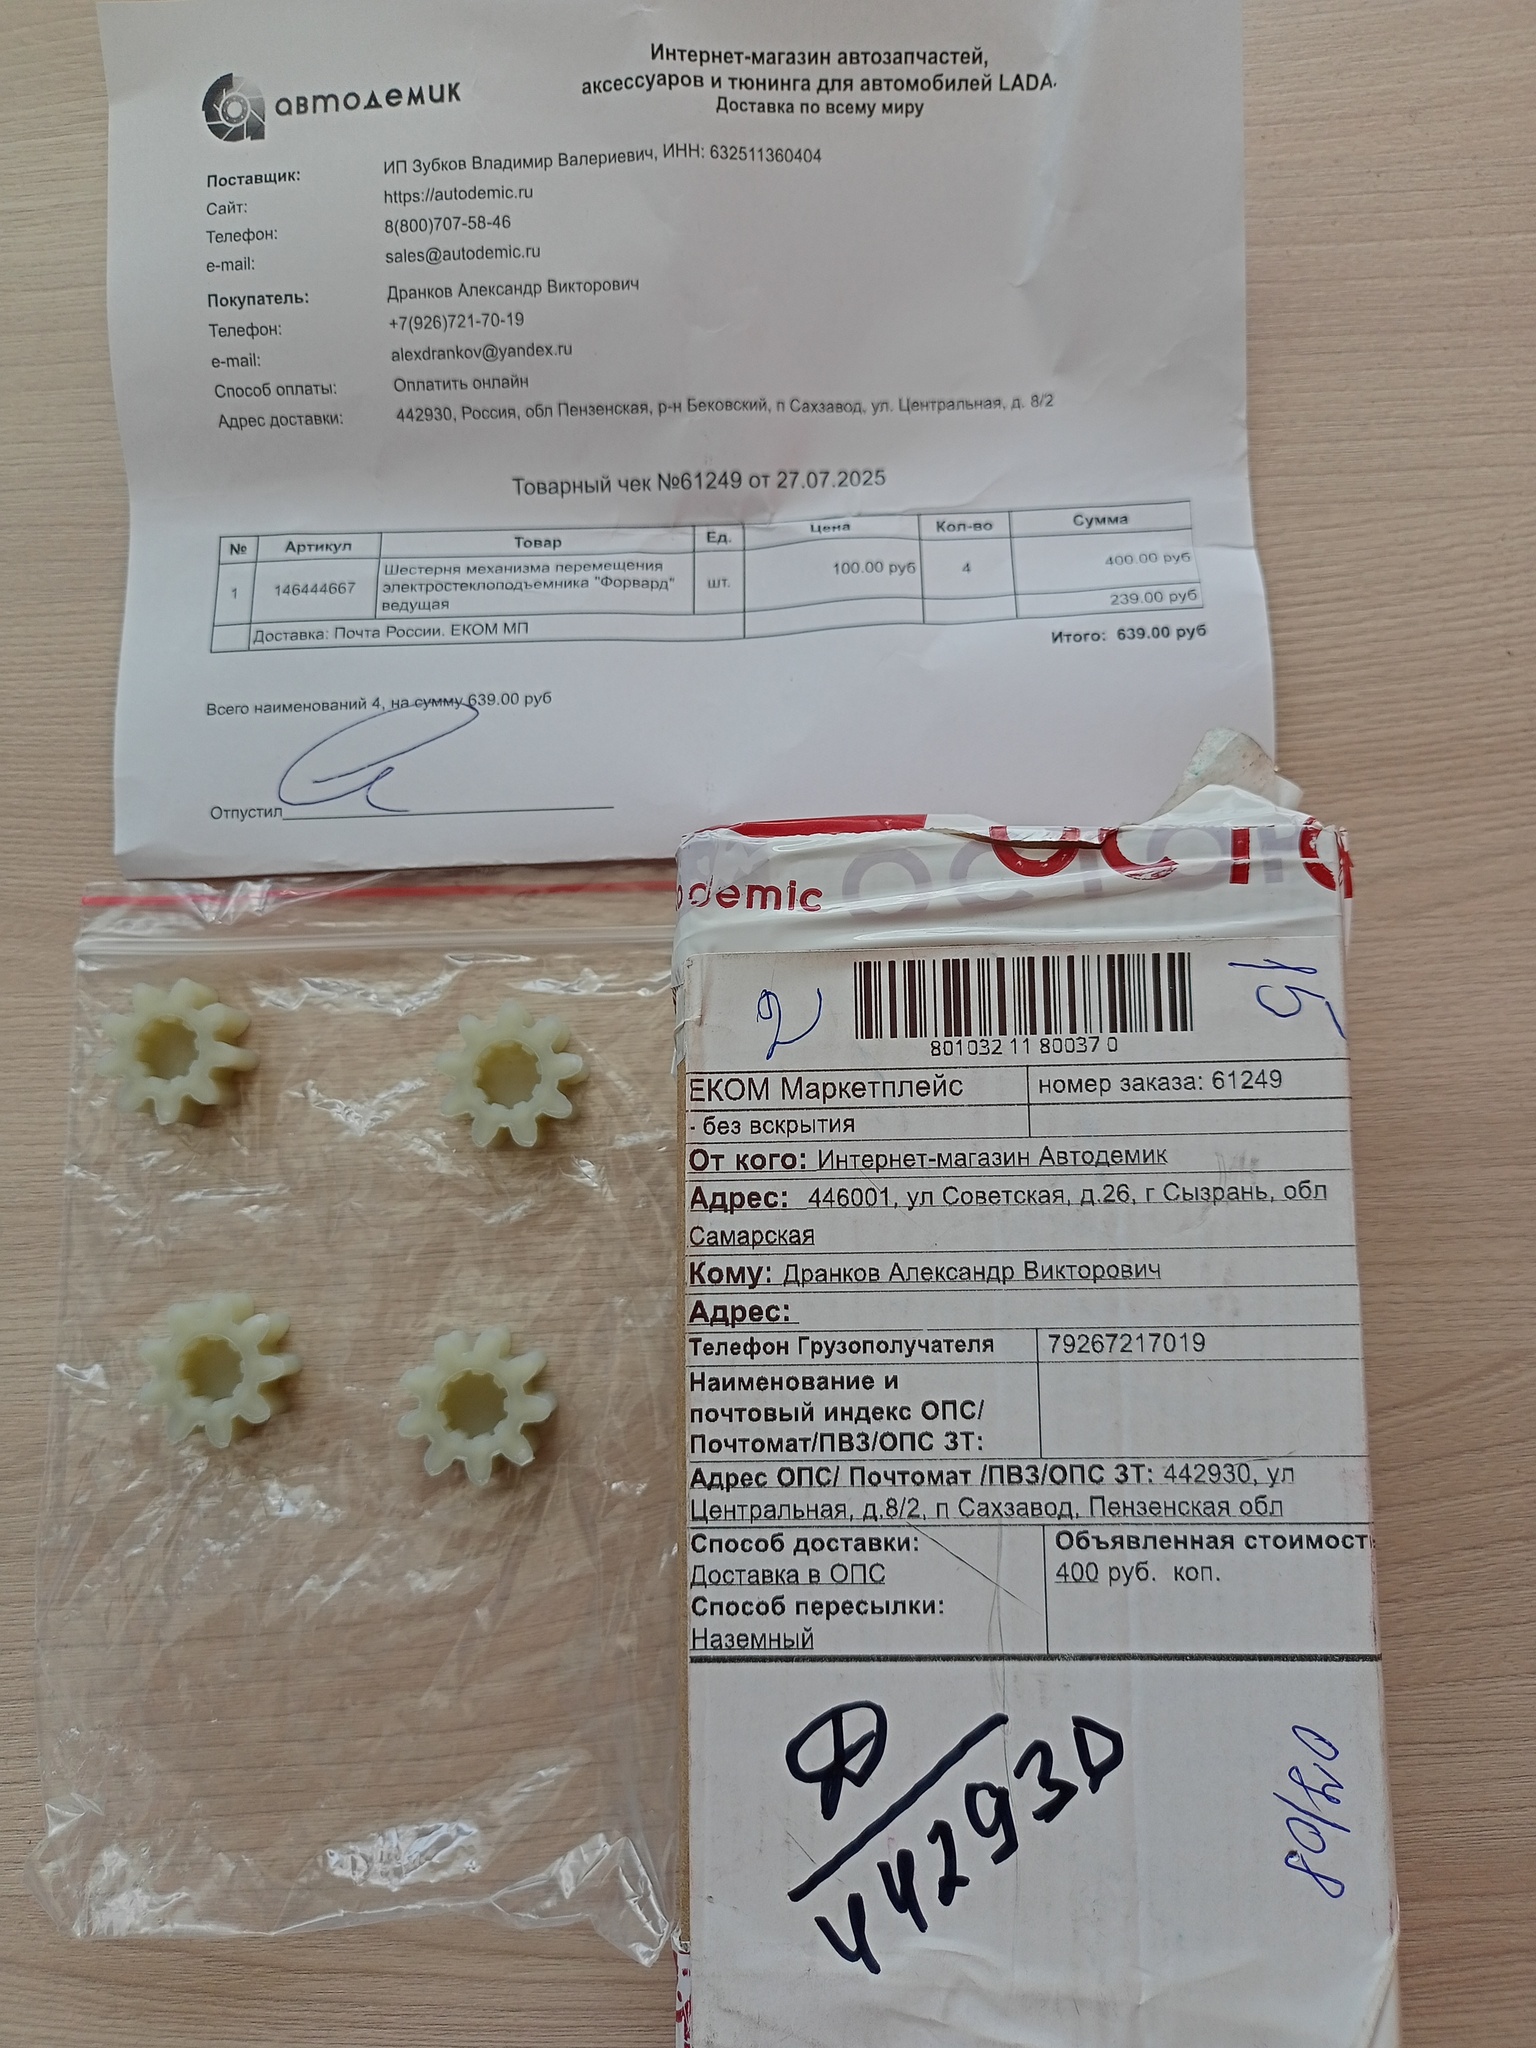 автодемик
Интернет-магазин автозапчастей,
аксессуаров и тюнинга для автомобилей LADA.
Доставка по всему миру
Поставщик: ИП Зубков Владимир Валериевич, ИНН: 632511360404
Сайт: https://autodemic.ru
Телефон: 8(800)707-58-46
e-mail: sales@autodemic.ru
Покупатель: Дранков Александр Викторович
Телефон: +7(926)721-70-19
e-mail: alexdrankov@yandex.ru
Способ оплаты: Оплатить онлайн
Адрес доставки: 442930, Россия, обл Пензенская, р-н Бековский, п Сахзавод, ул. Центральная, д. 8/2
Товарный чек №61249 от 27.07.2025
№ Артикул Товар Ед. Цена Кол-во Сумма
1 146444667 Шестерня механизма перемещения
электростеклоподъемника "Форвард"
ведущая шт. 100.00 руб 4 400.00 руб
Доставка: Почта России. ЕКОМ МП 239.00 руб
Итого: 639.00 руб
Всего наименований 4, на сумму 639.00 руб
Отпустил
demic
2
15
801032 11 80037 0
ЕКОМ Маркетплейс номер заказа: 61249
- без вскрытия
От кого: Интернет-магазин Автодемик
Адрес: 446001, ул Советская, д.26, г Сызрань, обл
Самарская
Кому: Дранков Александр Викторович
Адрес:
Телефон Грузополучателя 79267217019
Наименование и
почтовый индекс ОПС/
Почтомат/ПВЗ/ОПС ЗТ:
Адрес ОПС/ Почтомат /ПВЗ/ОПС ЗТ: 442930, ул
Центральная, д.8/2, п Сахзавод, Пензенская обл
Способ доставки: Объявленная стоимост
Доставка в ОПС 400 руб. коп.
Способ пересылки:
Наземный
442930